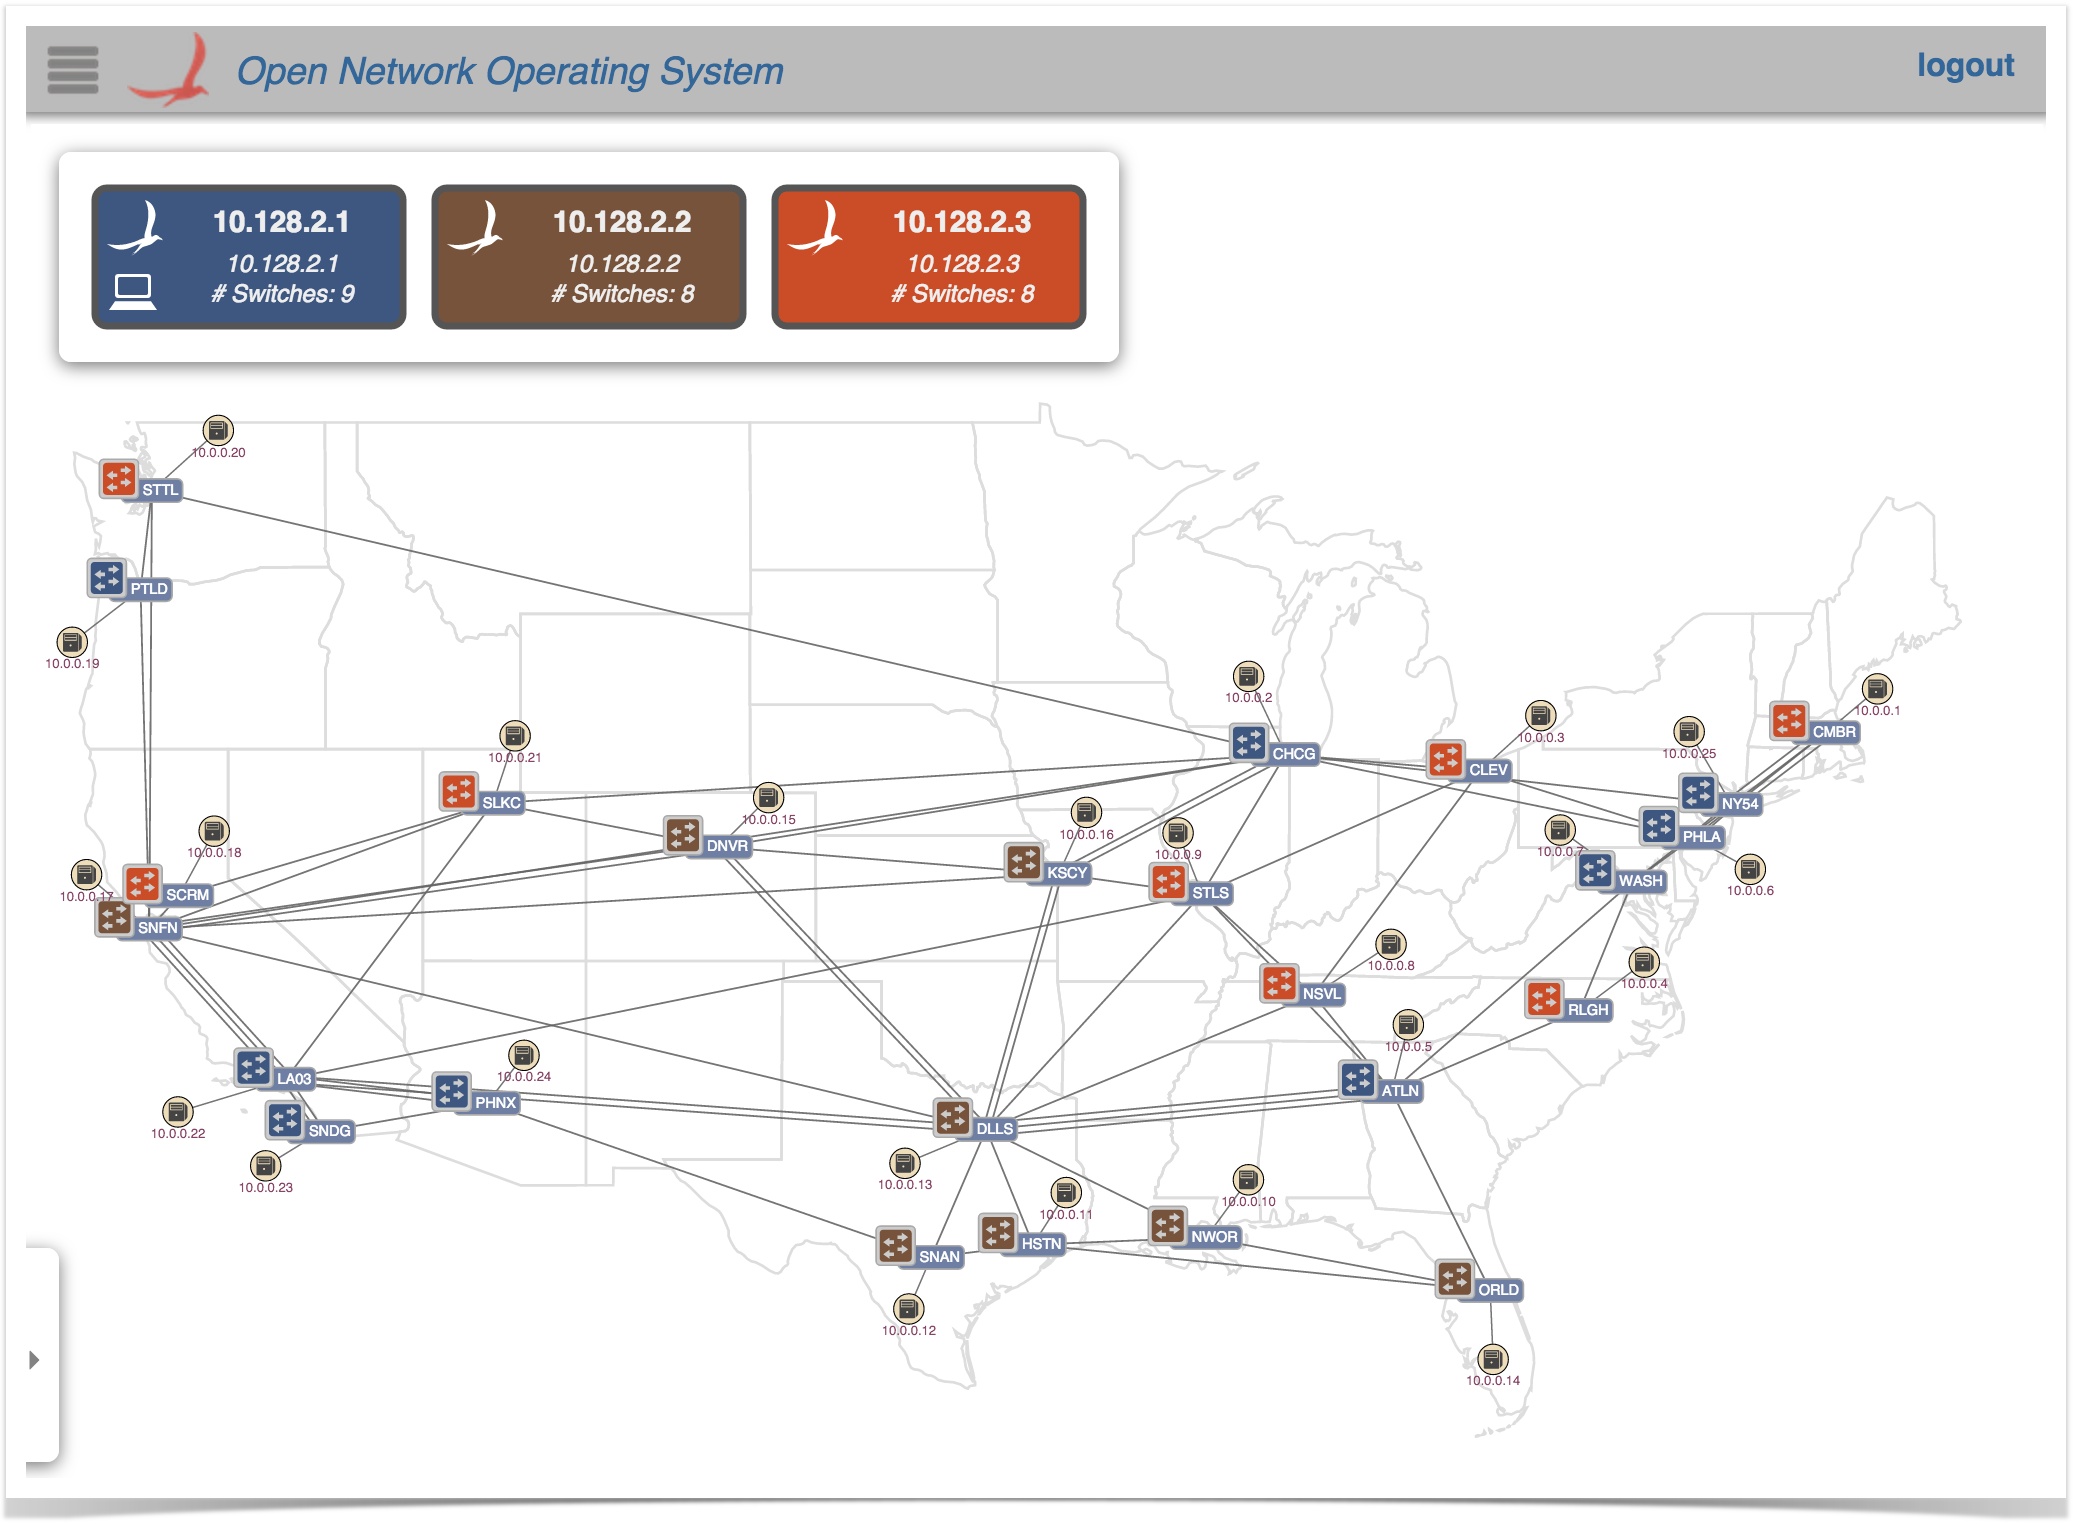 Open Network Operating System
logout
10.128.2.1
10.128.2.1
# Switches: 9
10.128.2.2
10.128.2.2
# Switches: 8
10.128.2.3
10.128.2.3
# Switches: 8
10.0.0.20
STTL
PTLD
10.0.0.19
10.0.0.2
10.0.0.1
CMBR
10.0.0.3
10.0.0.25
CHCG
10.0.0.21
CLEV
SLKC
NY54
10.0.0.15
10.0.0.16
PHLA
DNVR
10.0.0.18
10.0.0.9
10.0.0.7
KSCY
WASH
10.0.0.6
STLS
SCRM
10.0.0.17
SNFN
10.0.0.8
10.0.0.4
NSVL
RLGH
10.0.0.5
10.0.0.24
LA03
ATLN
PHNX
DLLS
10.0.0.22
SNDG
10.0.0.13
10.0.0.23
10.0.0.10
10.0.0.11
NWOR
HSTN
SNAN
ORLD
10.0.0.12
10.0.0.14